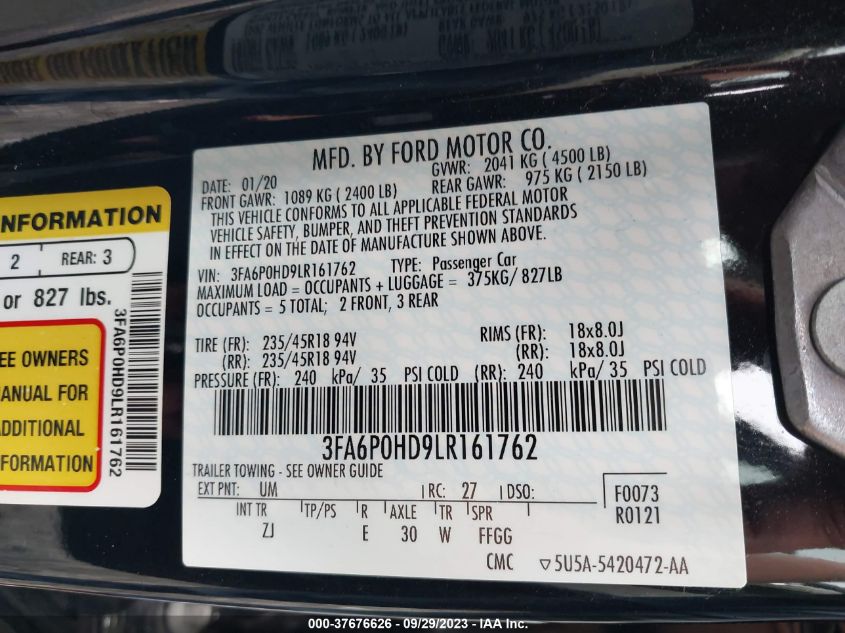 MFD. BY FORD MOTOR CO.
DATE: 01/20
GVWR: 2041 KG ( 4500 LB)
FRONT GAWR: 1089 KG ( 2400 LB)
REAR GAWR: 975 KG ( 2150 LB)
THIS VEHICLE CONFORMS TO ALL APPLICABLE FEDERAL MOTOR
VEHICLE SAFETY, BUMPER, AND THEFT PREVENTION STANDARDS
IN EFFECT ON THE DATE OF MANUFACTURE SHOWN ABOVE.
VIN: 3FA6P0HD9LR161762 TYPE: Passenger Car
MAXIMUM LOAD = OCCUPANTS + LUGGAGE = 375KG/ 827LB
OCCUPANTS = 5 TOTAL; 2 FRONT, 3 REAR
TIRE (FR): 235/45R18 94V RIMS (FR): 18x8.0J
(RR): 235/45R18 94V (RR): 18x8.0J
PRESSURE (FR): 240 kPa/ 35 PSI COLD (RR): 240 kPa/ 35 PSI COLD
3FA6P0HD9LR161762
TRAILER TOWING - SEE OWNER GUIDE
EXT PNT: UM RC: 27 DSO: F0073
INT TR TP/PS R AXLE TR SPR R0121
ZJ E 30 W FFGG
CMC ▽5U5A-5420472-AA
INFORMATION
2 REAR: 3
or 827 lbs.
SEE OWNERS
MANUAL FOR
ADDITIONAL
INFORMATION
3FA6P0HD9LR161762
000-37676626 - 09/29/2023 - IAA Inc.